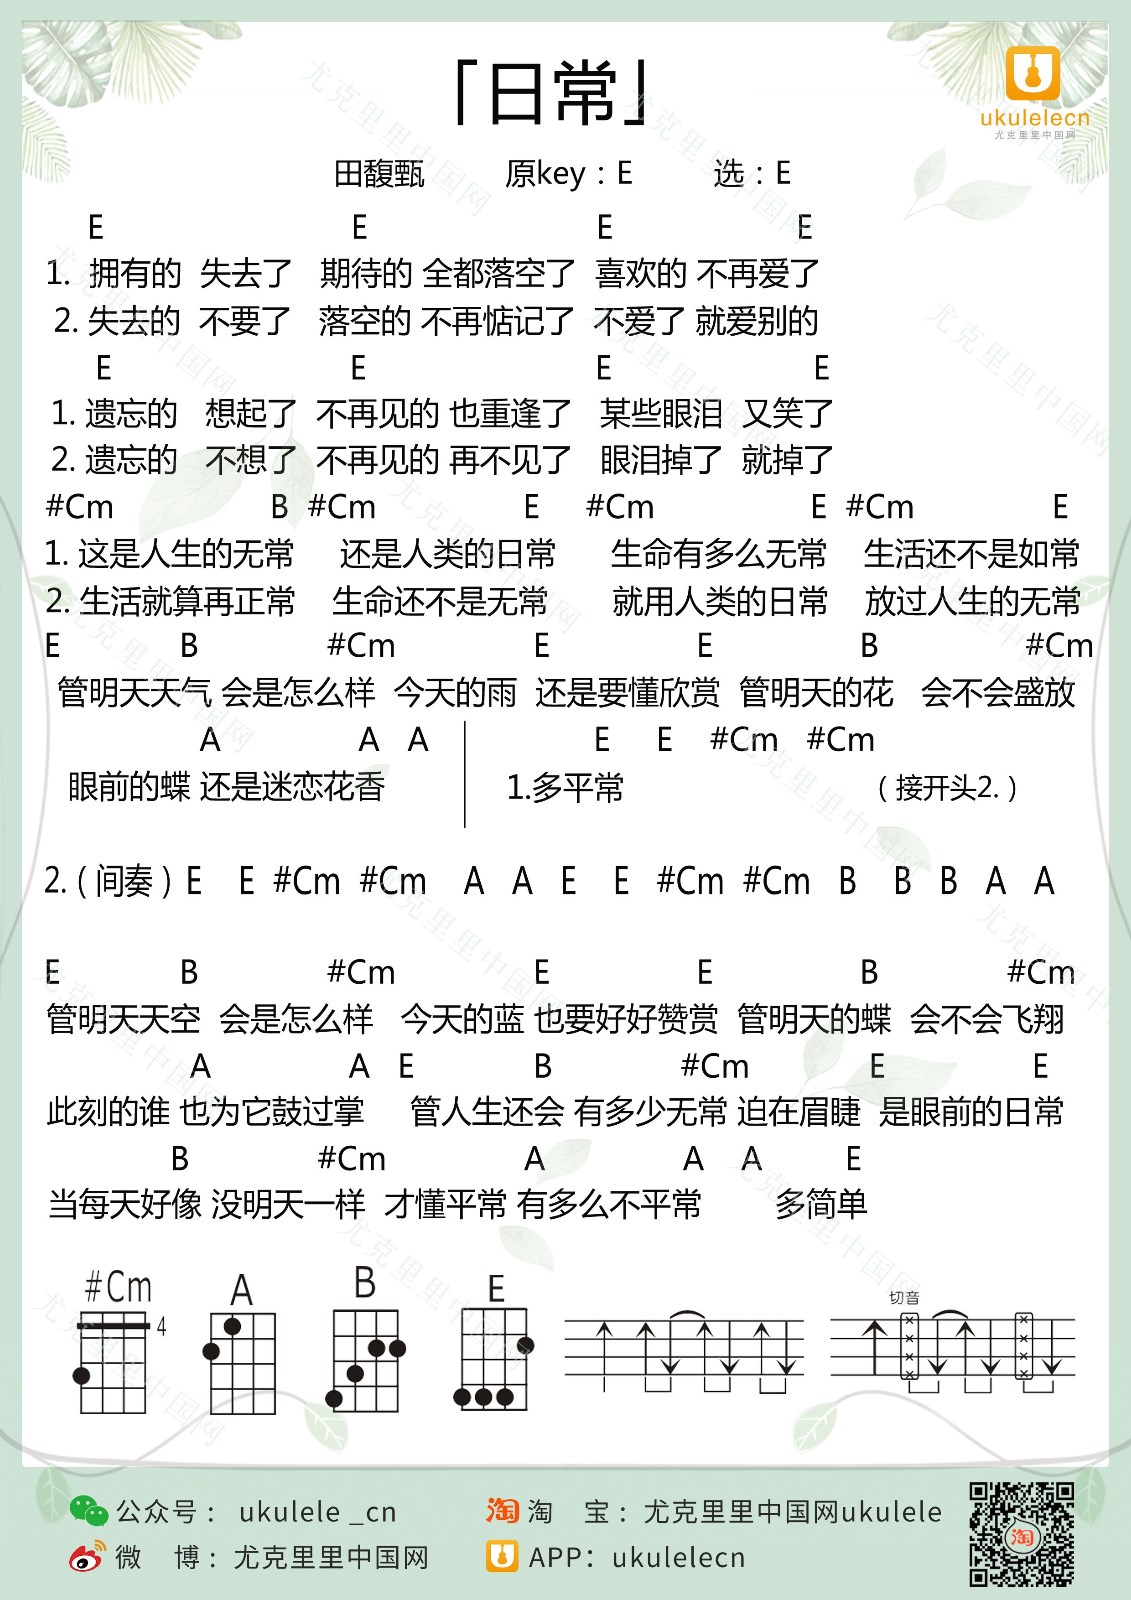 「日常」
ukulelecn
尤克里里中国网
田馥甄 原key：E 选：E
E E E E
1. 拥有的 失去了 期待的 全都落空了 喜欢的 不再爱了
2. 失去的 不要了 落空的 不再惦记了 不爱了 就爱别的
E E E E
1. 遗忘的 想起了 不再见的 也重逢了 某些眼泪 又笑了
2. 遗忘的 不想了 不再见的 再不见了 眼泪掉了 就掉了
#Cm B #Cm E #Cm E #Cm E
1. 这是人生的无常 还是人类的日常 生命有多么无常 生活还不是如常
2. 生活就算再正常 生命还不是无常 就用人类的日常 放过人生的无常
E B #Cm E E B #Cm
管明天天气 会是怎么样 今天的雨 还是要懂欣赏 管明天的花 会不会盛放
A A A E E #Cm #Cm
眼前的蝶 还是迷恋花香 1.多平常 （接开头2.）
2.（间奏）E E #Cm #Cm A A E E #Cm #Cm B B B A A
E B #Cm E E B #Cm
管明天天空 会是怎么样 今天的蓝 也要好好赞赏 管明天的蝶 会不会飞翔
A A E B #Cm E E
此刻的谁 也为它鼓过掌 管人生还会 有多少无常 迫在眉睫 是眼前的日常
B #Cm A A A E
当每天好像 没明天一样 才懂平常 有多么不平常 多简单
#Cm A B E
4
切音
公众号： ukulele _cn
淘 宝：尤克里里中国网ukulele
微 博：尤克里里中国网
APP：ukulelecn
淘